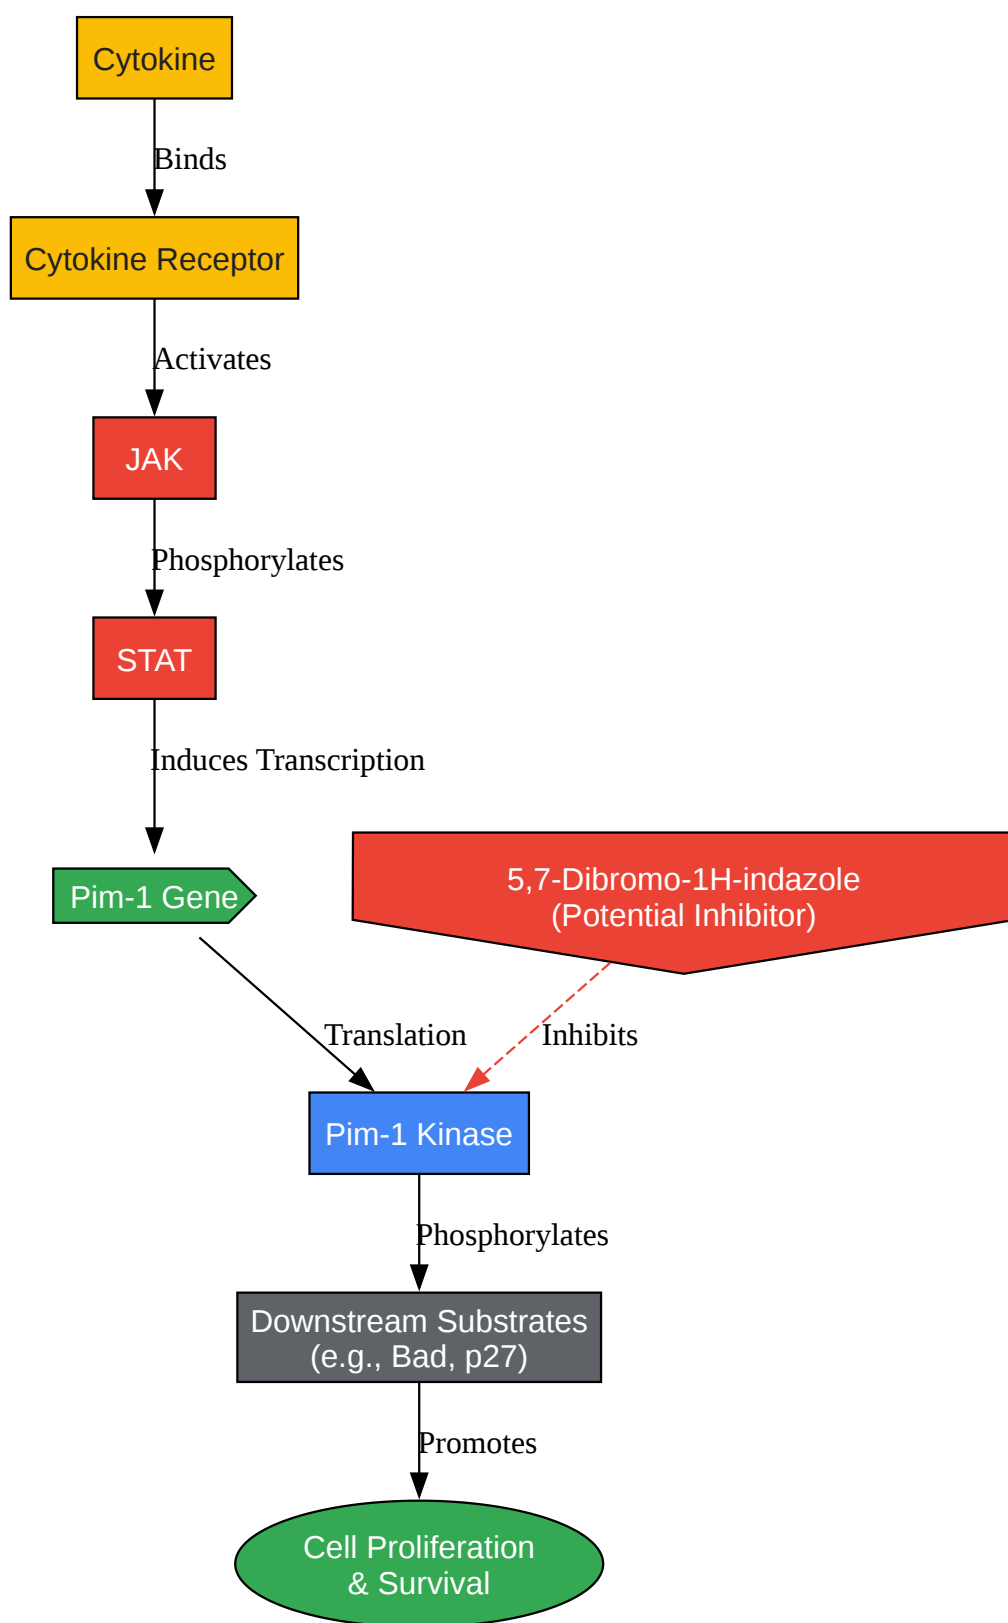 Cytokine
Binds
Cytokine Receptor
Activates
JAK
Phosphorylates
STAT
Induces Transcription
Pim-1 Gene
5,7-Dibromo-1H-indazole
(Potential Inhibitor)
Translation
Inhibits
Pim-1 Kinase
Phosphorylates
Downstream Substrates
(e.g., Bad, p27)
Promotes
Cell Proliferation
& Survival